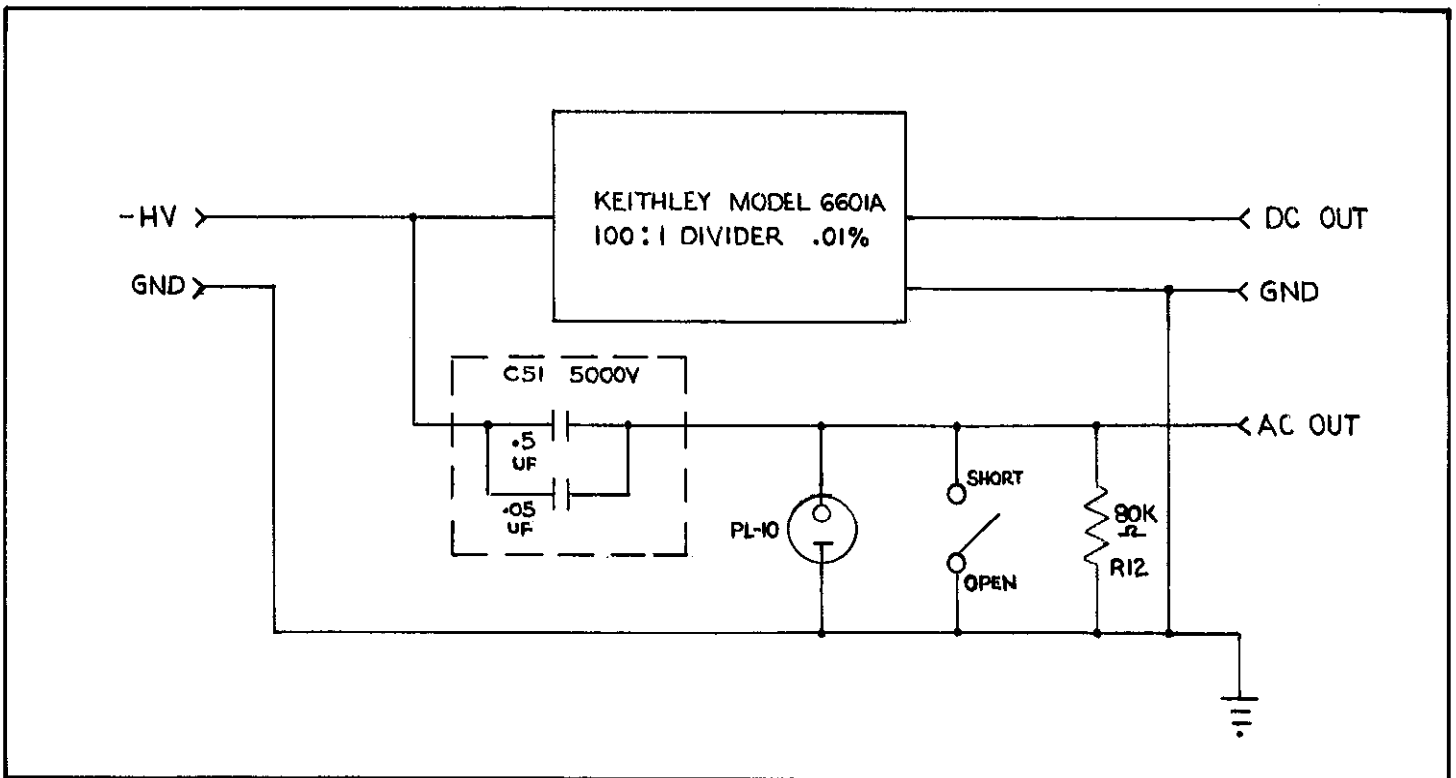 -HV
GND
KEITHLEY MODEL 6601A
100:1 DIVIDER .01%
DC OUT
GND
C51 5000V
.5
UF
.05
UF
PL-10
SHORT
OPEN
80K
Ω
R12
AC OUT